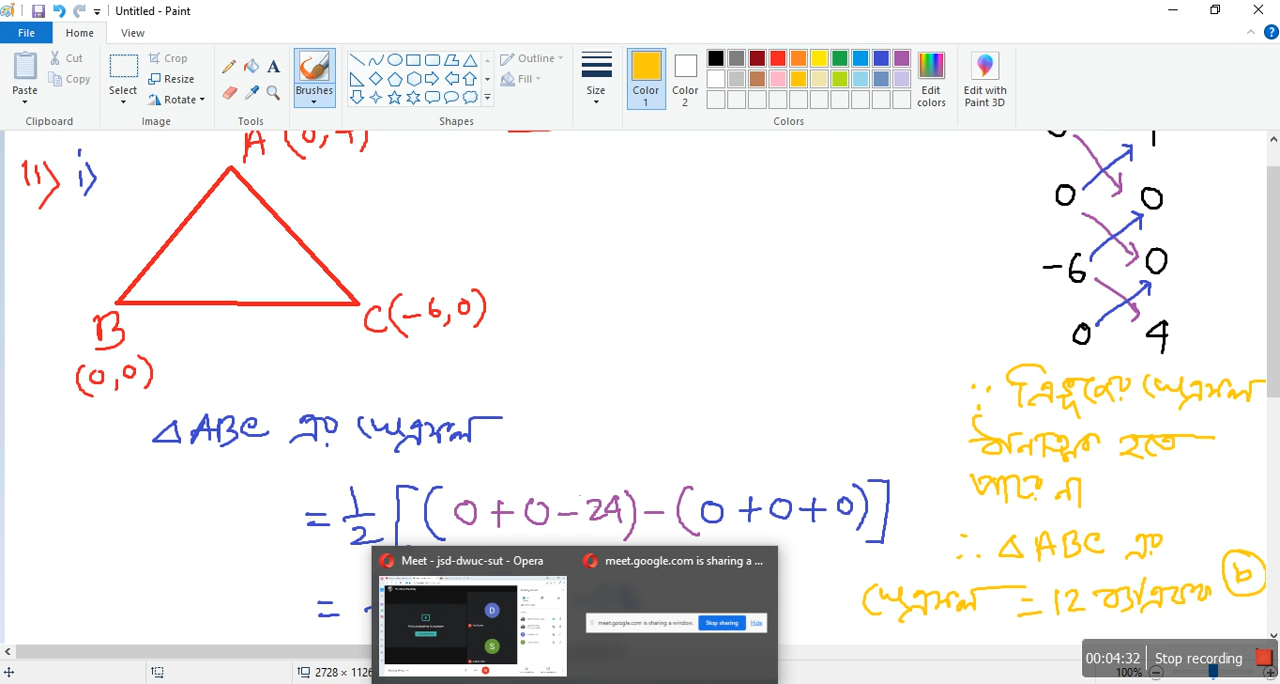 Untitled - Paint
File Home View
Paste
Cut
Copy
Clipboard
Select
Crop
Resize
Rotate
Image
A
Tools
Brushes
Shapes
Outline
Fill
Size
Color 1
Color 2
Colors
Edit colors
Edit with Paint 3D
11) i)
A (0, 4)
B
(0,0)
C(-6,0)
△ABC এর ক্ষেত্রফল
= 1/2 [(0+0-24)-(0+0+0)]
=
0 0
-6 0
0 4
∵ ত্রিভুজের ক্ষেত্রফল
ঋনাত্মক হতে
পারে না
∴ △ABC এর
ক্ষেত্রফল = 12 বর্গএকক
b
Meet - jsd-dwuc-sut - Opera
meet.google.com is sharing a ...
meet.google.com is sharing a window.
Stop sharing
Hide
D
S
2728 × 1126
00:04:32
Stop recording
100%